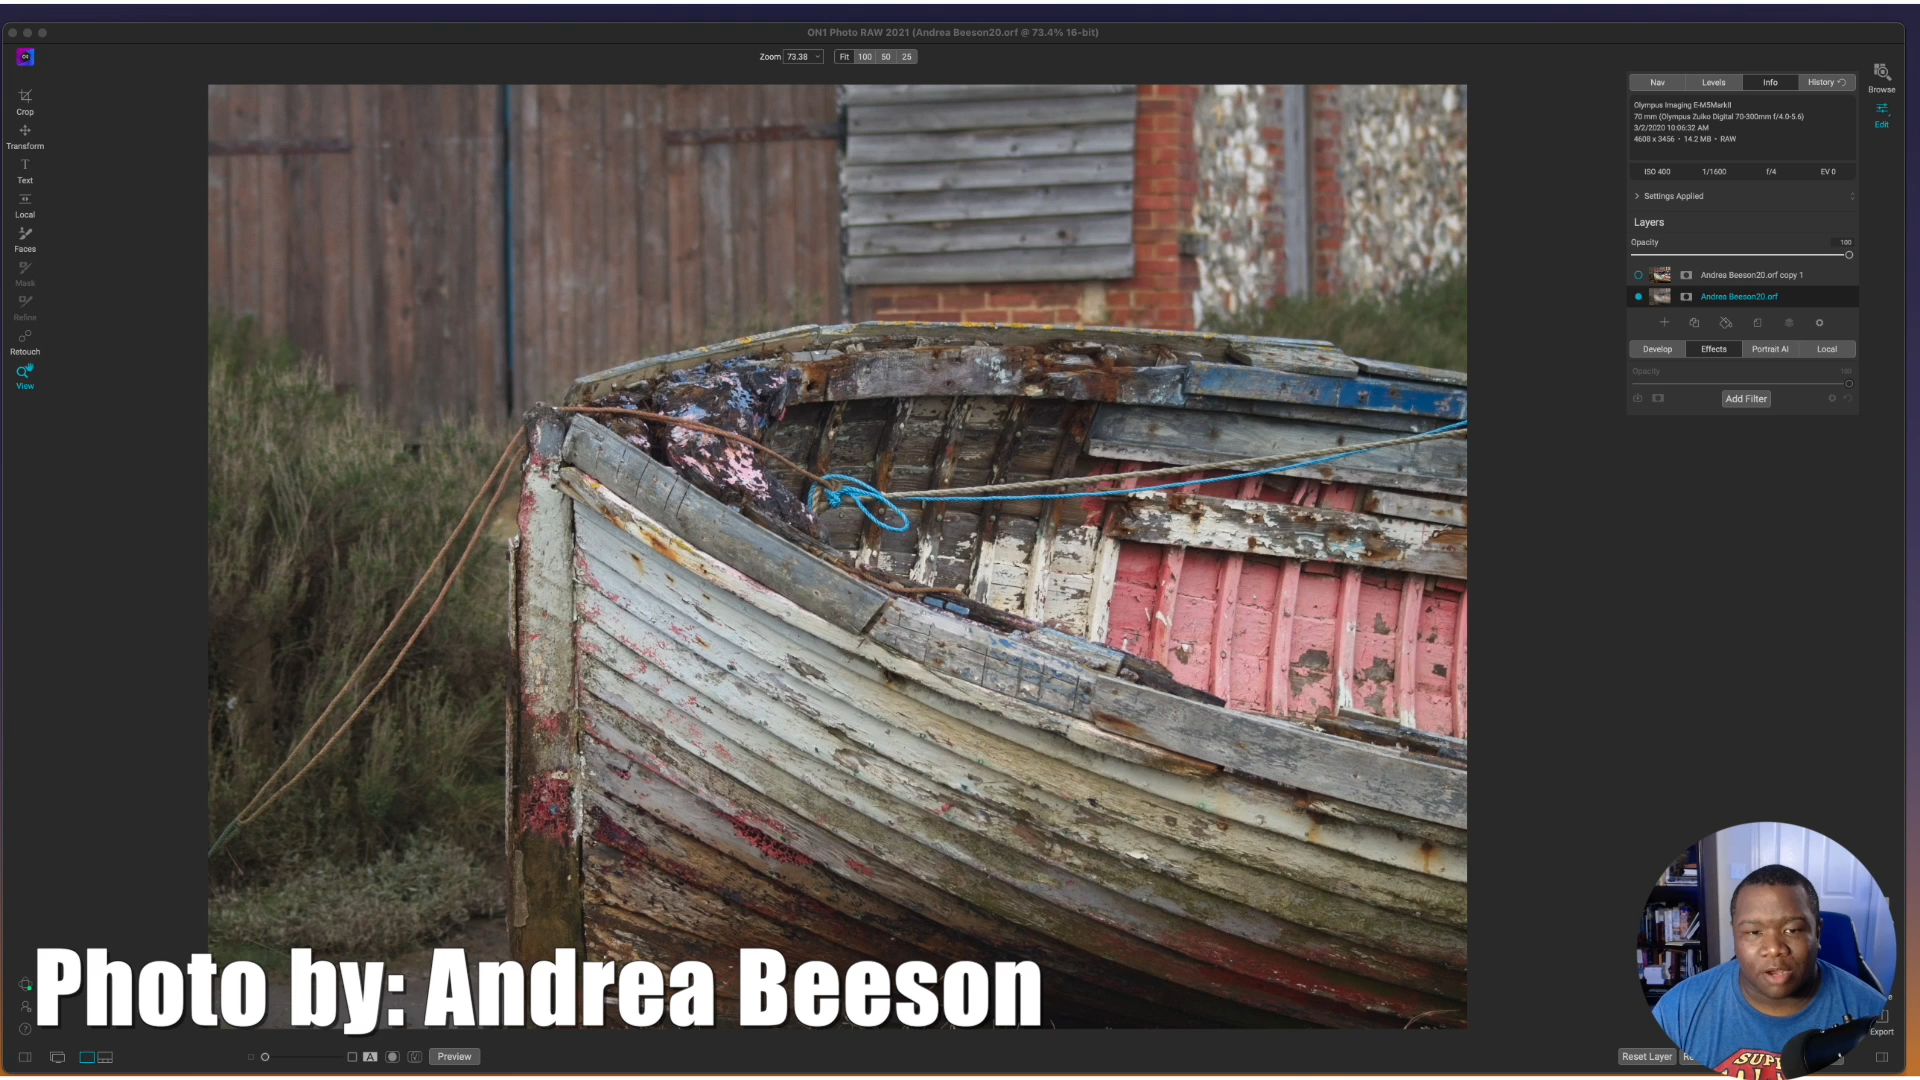 ON1 Photo RAW 2021 (Andrea Beeson20.orf @ 73.4% 16-bit)
Zoom 73.38 Fit 100 50 25
Crop
Transform
Text
Local
Faces
Mask
Refine
Retouch
View
Nav Levels Info History
Browse
Edit
Olympus Imaging E-M5MarkII
70 mm (Olympus Zuiko Digital 70-300mm f/4.0-5.6)
3/2/2020 10:06:32 AM
4608 x 3456 • 14.2 MB • RAW
ISO 400 1/1600 f/4 EV 0
Settings Applied
Layers
Opacity 100
Andrea Beeson20.orf copy 1
Andrea Beeson20.orf
Develop Effects Portrait AI Local
Opacity 100
Add Filter
Photo by: Andrea Beeson
Export
A Preview
Reset Layer
SUP